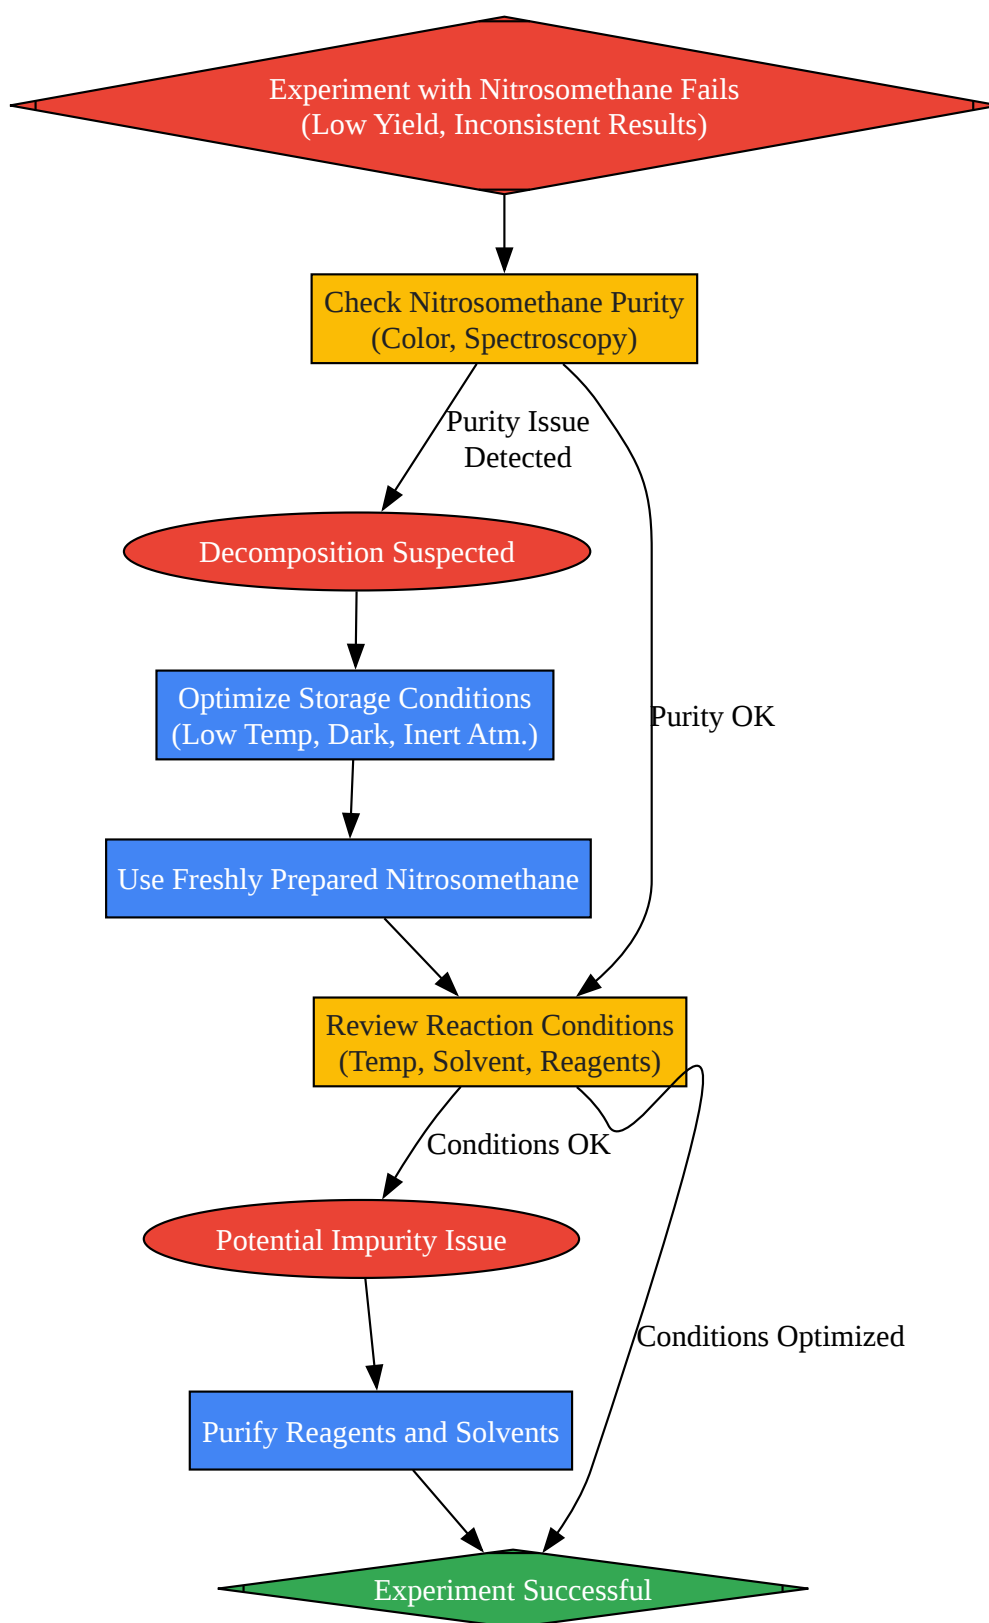 Experiment with Nitrosomethane Fails
(Low Yield, Inconsistent Results)
Check Nitrosomethane Purity
(Color, Spectroscopy)
Purity Issue
Detected
Decomposition Suspected
Optimize Storage Conditions
(Low Temp, Dark, Inert Atm.)
Purity OK
Use Freshly Prepared Nitrosomethane
Review Reaction Conditions
(Temp, Solvent, Reagents)
Conditions OK
Potential Impurity Issue
Conditions Optimized
Purify Reagents and Solvents
Experiment Successful